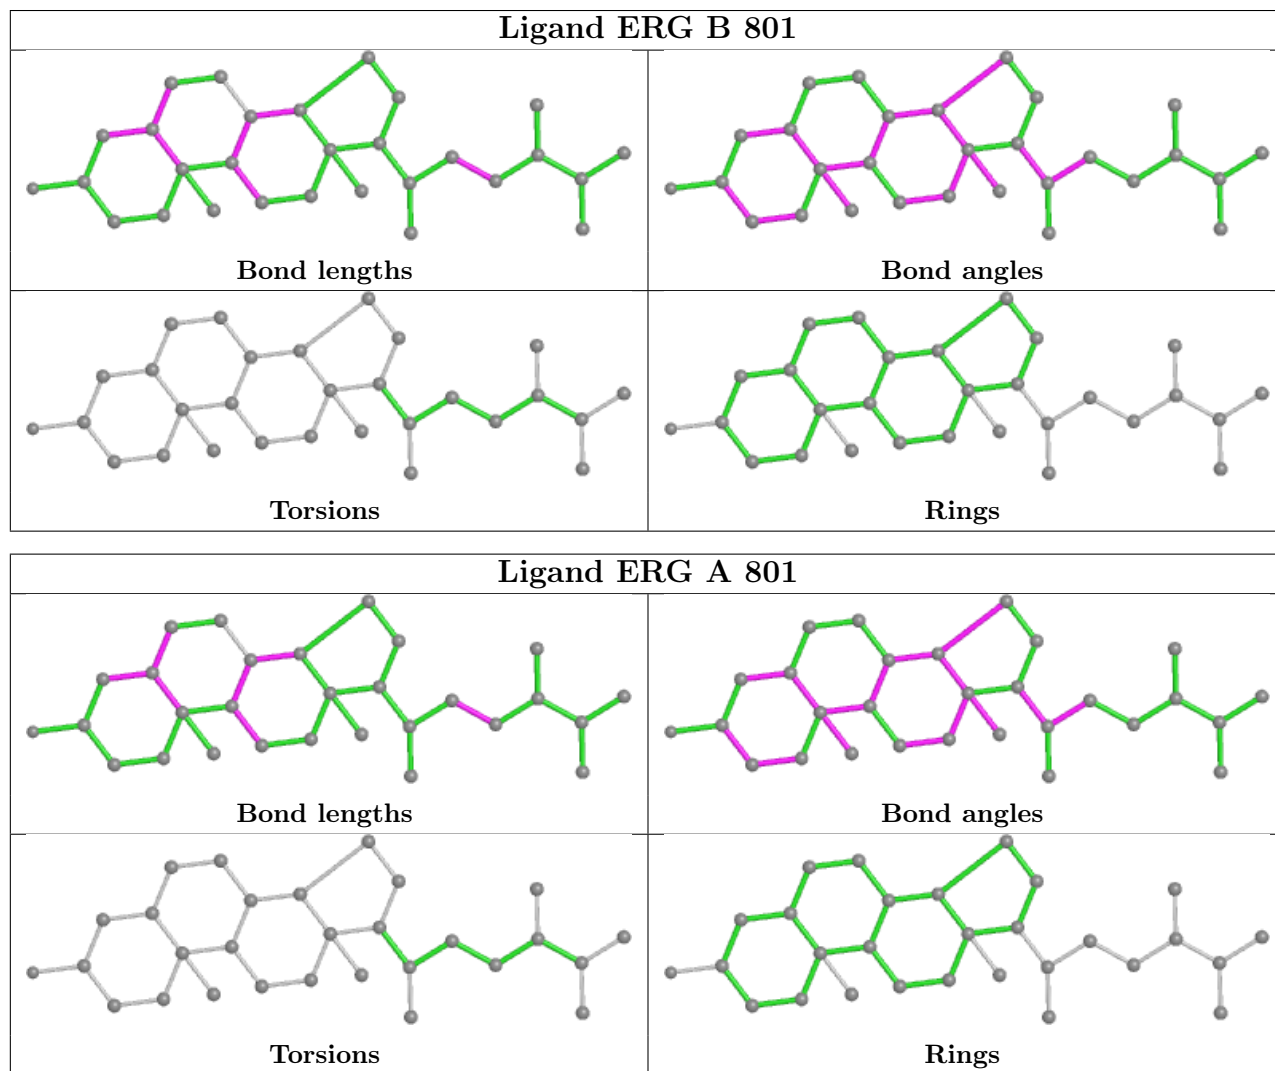 Ligand ERG B 801
Bond lengths
Bond angles
Torsions
Rings
Ligand ERG A 801
Bond lengths
Bond angles
Torsions
Rings